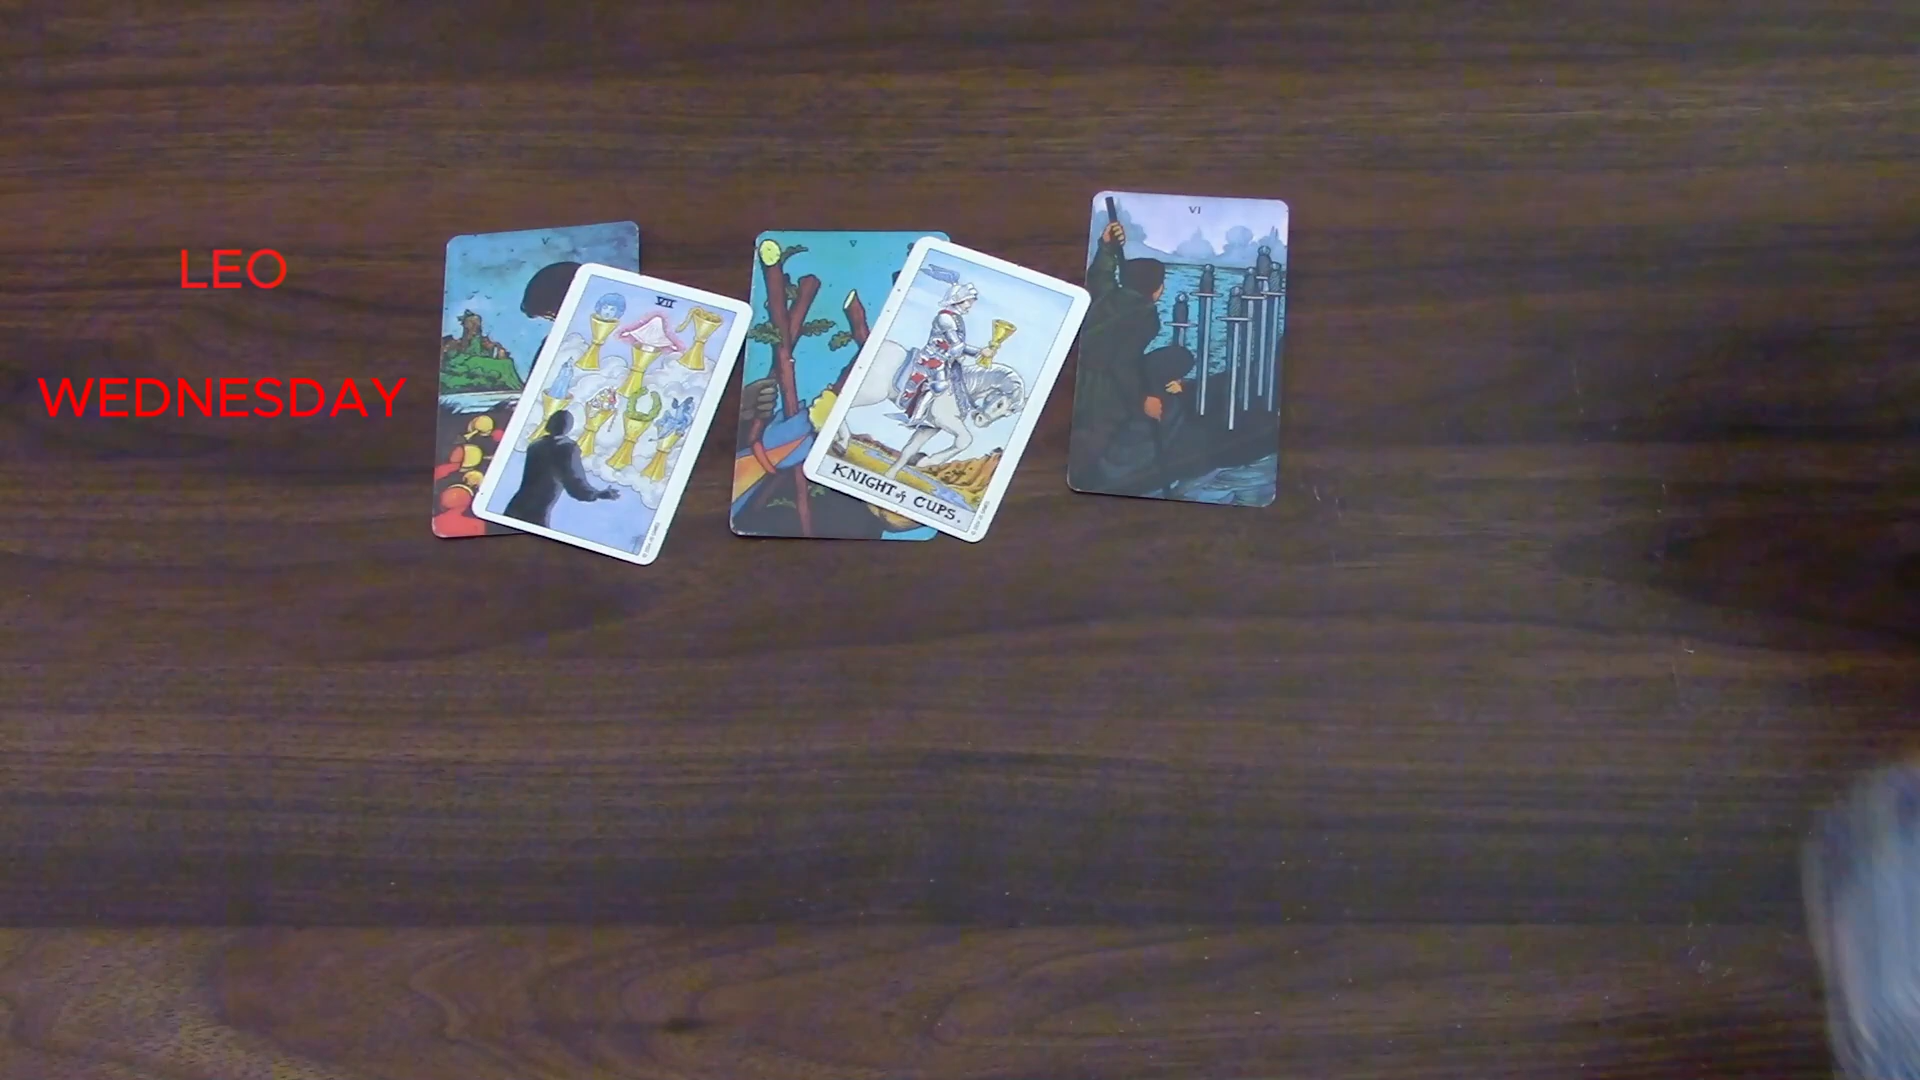 LEO
WEDNESDAY
V
VII
V
KNIGHT of CUPS.
VI